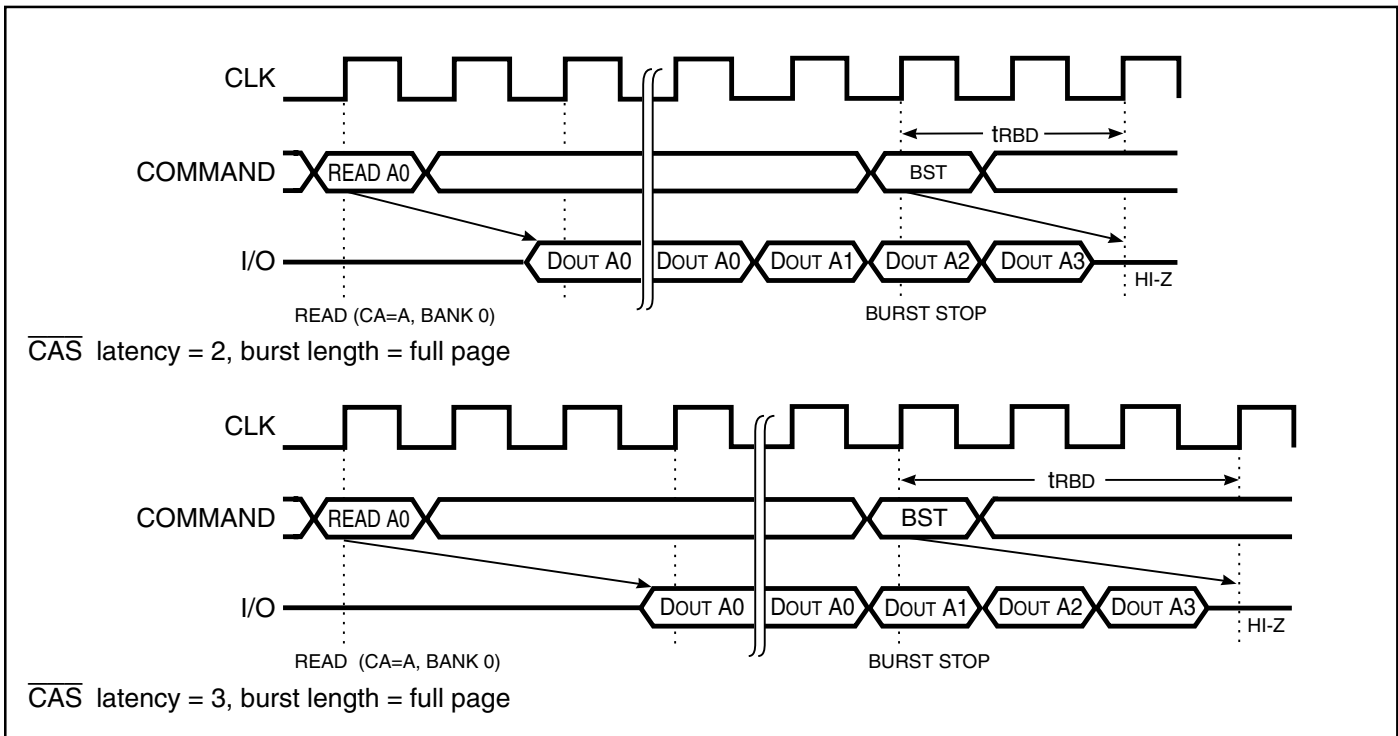 CLK
tRBD
COMMAND READ A0 BST
I/O DOUT A0 DOUT A0 DOUT A1 DOUT A2 DOUT A3 HI-Z
READ (CA=A, BANK 0) BURST STOP
CAS latency = 2, burst length = full page
CLK
tRBD
COMMAND READ A0 BST
I/O DOUT A0 DOUT A0 DOUT A1 DOUT A2 DOUT A3 HI-Z
READ (CA=A, BANK 0) BURST STOP
CAS latency = 3, burst length = full page